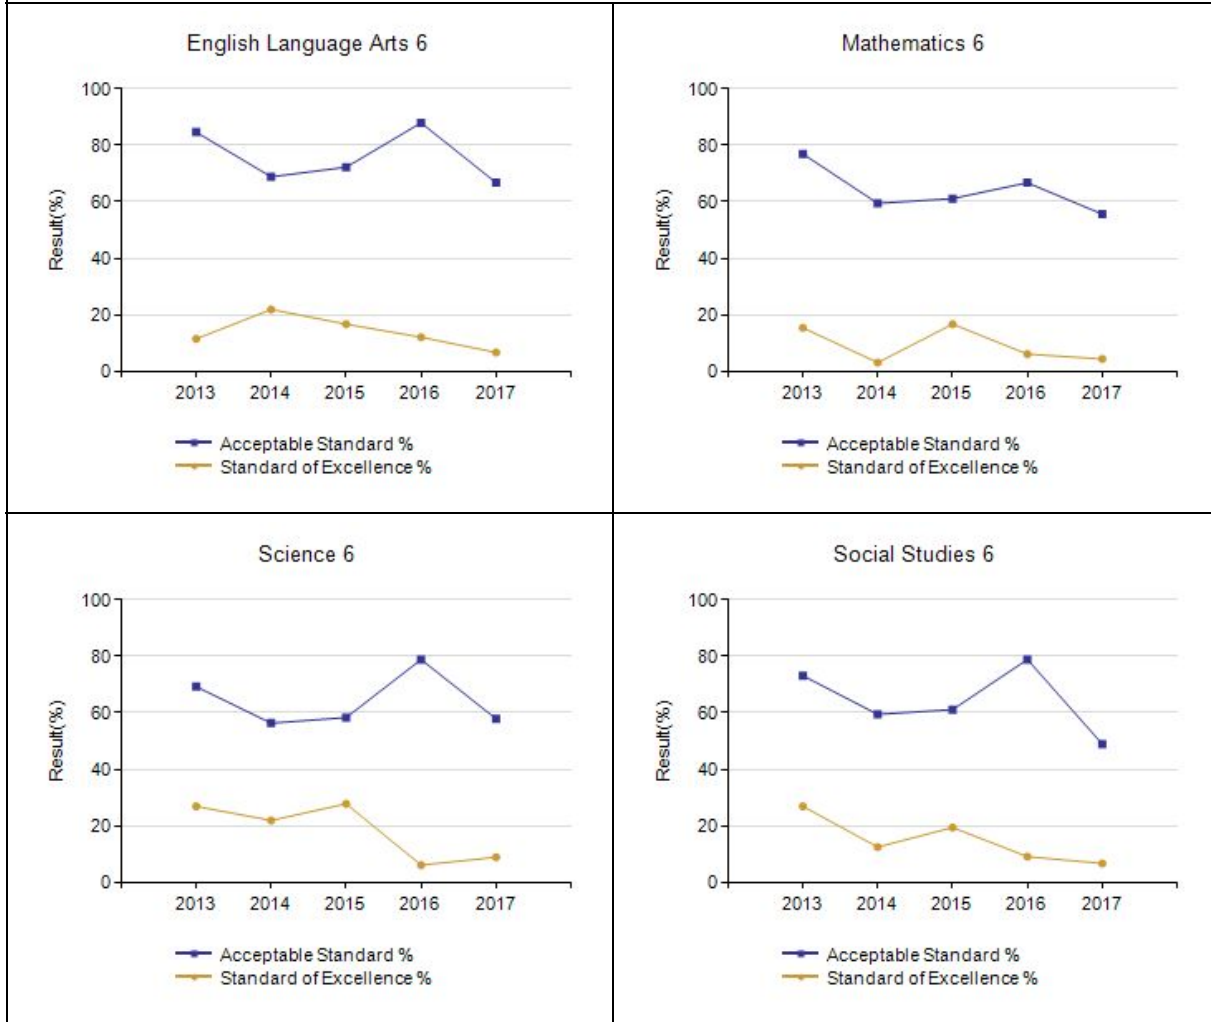 English Language Arts 6
100
80
60
40
20
0
Result(%)
2013 2014 2015 2016 2017
Acceptable Standard %
Standard of Excellence %
Mathematics 6
100
80
60
40
20
0
Result(%)
2013 2014 2015 2016 2017
Acceptable Standard %
Standard of Excellence %
Science 6
100
80
60
40
20
0
Result(%)
2013 2014 2015 2016 2017
Acceptable Standard %
Standard of Excellence %
Social Studies 6
100
80
60
40
20
0
Result(%)
2013 2014 2015 2016 2017
Acceptable Standard %
Standard of Excellence %